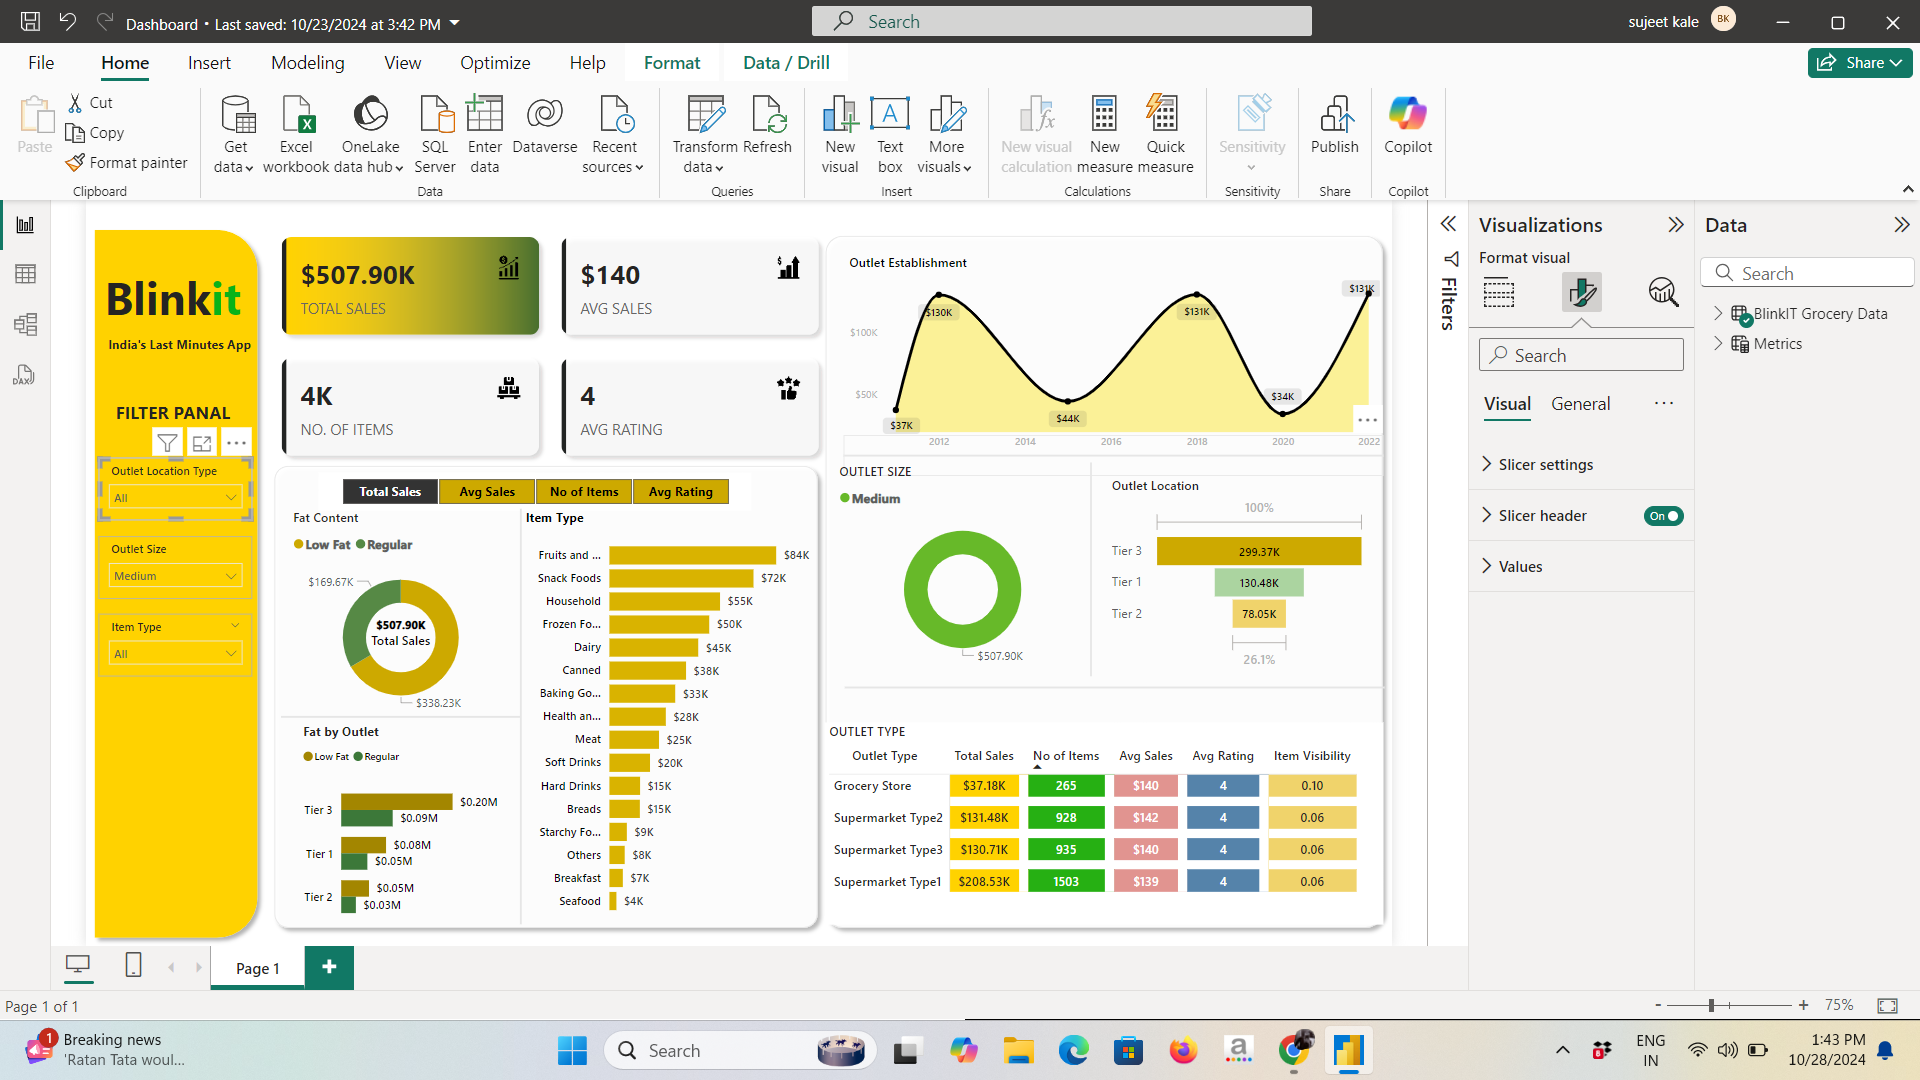 Dashboard • Last saved: 10/23/2024 at 3:42 PM
Search
sujeet kale
BK
File
Home
Insert
Modeling
View
Optimize
Help
Format
Data / Drill
Share
Paste
Cut
Copy
Format painter
Clipboard
Get data
Excel workbook
OneLake data hub
SQL Server
Enter data
Dataverse
Recent sources
Data
Transform data
Refresh
Queries
New visual
Text box
More visuals
Insert
New visual calculation
New measure
Quick measure
Calculations
Sensitivity
Sensitivity
Publish
Share
Copilot
Copilot
DAX
Blinkit
India's Last Minutes App
FILTER PANAL
Outlet Location Type
All
Outlet Size
Medium
Item Type
All
$507.90K
TOTAL SALES
$140
AVG SALES
4K
NO. OF ITEMS
4
AVG RATING
Total Sales
Avg Sales
No of Items
Avg Rating
Fat Content
Low Fat
Regular
$169.67K
$507.90K
Total Sales
$338.23K
Fat by Outlet
Low Fat
Regular
Tier 3
$0.20M
$0.09M
Tier 1
$0.08M
$0.05M
Tier 2
$0.05M
$0.03M
Item Type
Fruits and ...
$84K
Snack Foods
$72K
Household
$55K
Frozen Fo...
$50K
Dairy
$45K
Canned
$38K
Baking Go...
$33K
Health an...
$28K
Meat
$25K
Soft Drinks
$20K
Hard Drinks
$15K
Breads
$15K
Starchy Fo...
$9K
Others
$8K
Breakfast
$7K
Seafood
$4K
Outlet Establishment
$100K
$50K
$37K
$130K
$44K
$131K
$34K
$131K
2012
2014
2016
2018
2020
2022
OUTLET SIZE
Medium
$507.90K
Outlet Location
100%
Tier 3
299.37K
Tier 1
130.48K
Tier 2
78.05K
26.1%
OUTLET TYPE
Outlet Type Total Sales No of Items Avg Sales Avg Rating Item Visibility
Grocery Store $37.18K 265 $140 4 0.10
Supermarket Type2 $131.48K 928 $142 4 0.06
Supermarket Type3 $130.71K 935 $140 4 0.06
Supermarket Type1 $208.53K 1503 $139 4 0.06
Filters
Visualizations
Format visual
Search
Visual
General
Slicer settings
Slicer header
On
Values
Data
Search
BlinkIT Grocery Data
Metrics
Page 1
Page 1 of 1
- + 75%
1
Breaking news
'Ratan Tata woul...
Search
a
ENG
IN
1:43 PM
10/28/2024